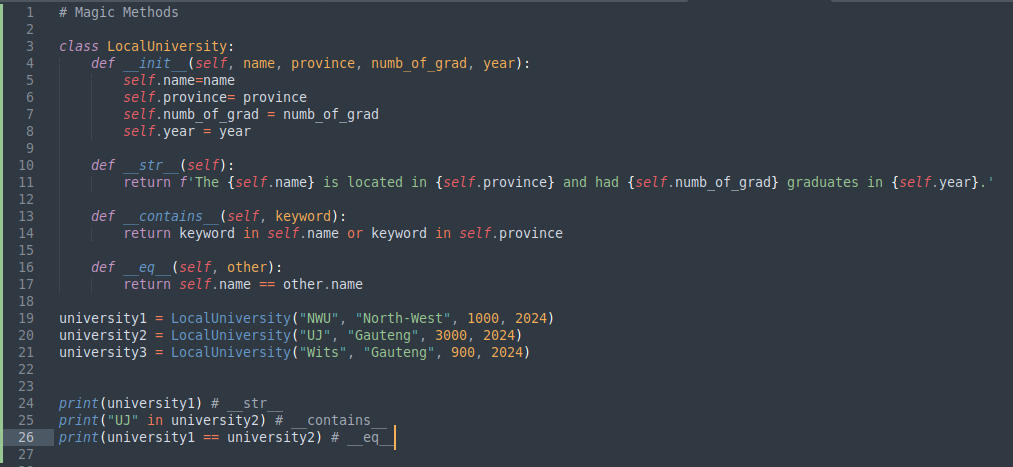 1 # Magic Methods
2
3 class LocalUniversity:
4     def __init__(self, name, province, numb_of_grad, year):
5         self.name=name
6         self.province= province
7         self.numb_of_grad = numb_of_grad
8         self.year = year
9
10     def __str__(self):
11         return f'The {self.name} is located in {self.province} and had {self.numb_of_grad} graduates in {self.year}.'
12
13     def __contains__(self, keyword):
14         return keyword in self.name or keyword in self.province
15
16     def __eq__(self, other):
17         return self.name == other.name
18
19 university1 = LocalUniversity("NWU", "North-West", 1000, 2024)
20 university2 = LocalUniversity("UJ", "Gauteng", 3000, 2024)
21 university3 = LocalUniversity("Wits", "Gauteng", 900, 2024)
22
23
24 print(university1) # __str__
25 print("UJ" in university2) # __contains__
26 print(university1 == university2) # __eq__
27